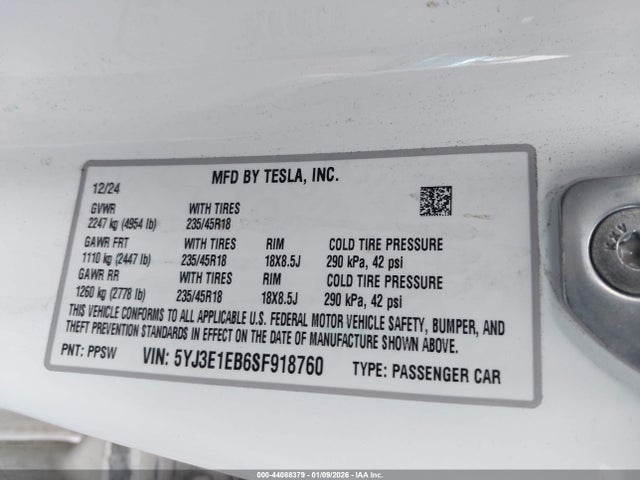 MFD BY TESLA, INC.
12/24
GVWR WITH TIRES
2247 kg (4954 lb) 235/45R18
GAWR FRT WITH TIRES RIM COLD TIRE PRESSURE
1110 kg (2447 lb) 235/45R18 18X8.5J 290 kPa, 42 psi
GAWR RR WITH TIRES RIM COLD TIRE PRESSURE
1260 kg (2778 lb) 235/45R18 18X8.5J 290 kPa, 42 psi
THIS VEHICLE CONFORMS TO ALL APPLICABLE U.S. FEDERAL MOTOR VEHICLE SAFETY, BUMPER, AND
THEFT PREVENTION STANDARDS IN EFFECT ON THE DATE OF MANUFACTURE SHOWN ABOVE.
PNT: PPSW VIN: 5YJ3E1EB6SF918760 TYPE: PASSENGER CAR
000-44088379 - 01/09/2026 - IAA Inc.